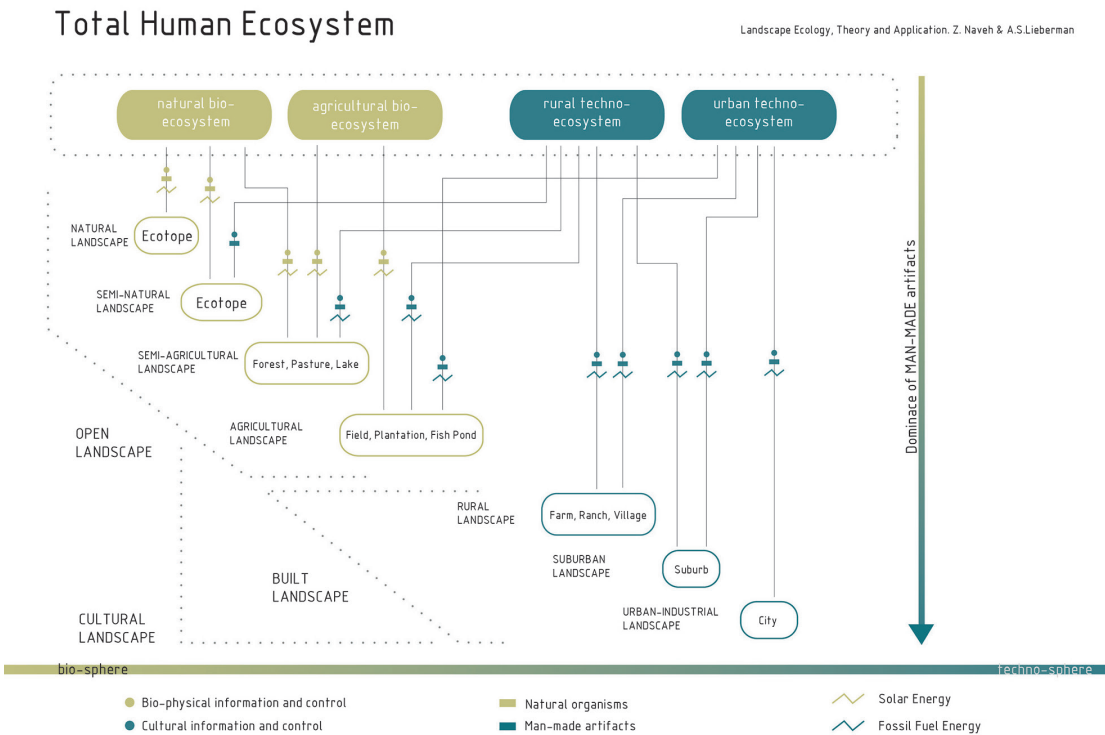 Total Human Ecosystem
Landscape Ecology, Theory and Application. Z. Naveh & A.S.Lieberman
natural bio-
ecosystem
agricultural bio-
ecosystem
rural techno-
ecosystem
urban techno-
ecosystem
NATURAL
LANDSCAPE
Ecotope
SEMI-NATURAL
LANDSCAPE
Ecotope
SEMI-AGRICULTURAL
LANDSCAPE
Forest, Pasture, Lake
AGRICULTURAL
LANDSCAPE
Field, Plantation, Fish Pond
OPEN
LANDSCAPE
RURAL
LANDSCAPE
Farm, Ranch, Village
SUBURBAN
LANDSCAPE
Suburb
BUILT
LANDSCAPE
URBAN-INDUSTRIAL
LANDSCAPE
City
CULTURAL
LANDSCAPE
Dominace of MAN-MADE artifacts
bio-sphere
techno-sphere
Bio-physical information and control
Natural organisms
Solar Energy
Cultural information and control
Man-made artifacts
Fossil Fuel Energy